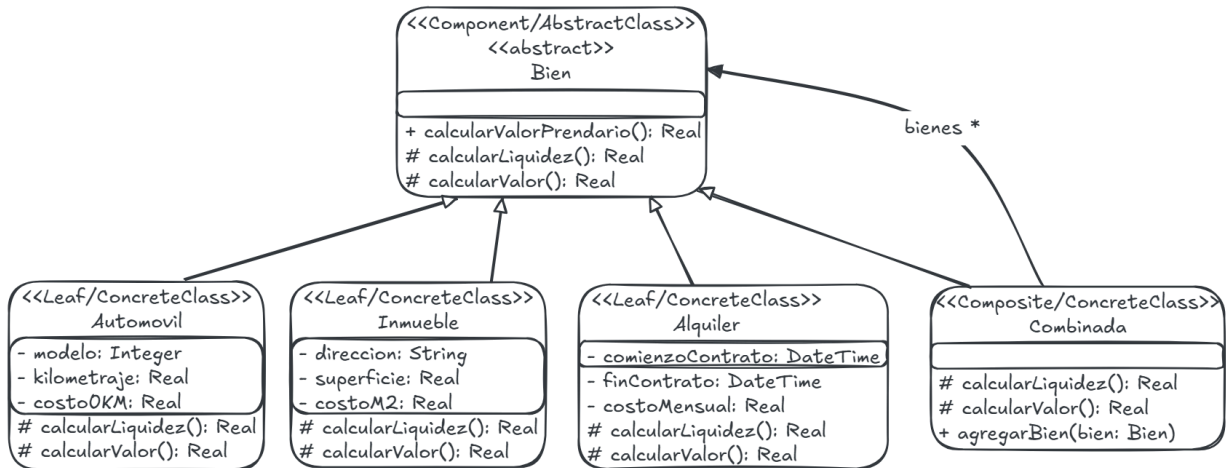 <<Component/AbstractClass>>
<<abstract>>
Bien
+ calcularValorPrendario(): Real
# calcularLiquidez(): Real
# calcularValor(): Real
bienes *
<<Leaf/ConcreteClass>>
Automovil
- modelo: Integer
- kilometraje: Real
- costo0KM: Real
# calcularLiquidez(): Real
# calcularValor(): Real
<<Leaf/ConcreteClass>>
Inmueble
- direccion: String
- superficie: Real
- costoM2: Real
# calcularLiquidez(): Real
# calcularValor(): Real
<<Leaf/ConcreteClass>>
Alquiler
- comienzoContrato: DateTime
- finContrato: DateTime
- costoMensual: Real
# calcularLiquidez(): Real
# calcularValor(): Real
<<Composite/ConcreteClass>>
Combinada
# calcularLiquidez(): Real
# calcularValor(): Real
+ agregarBien(bien: Bien)